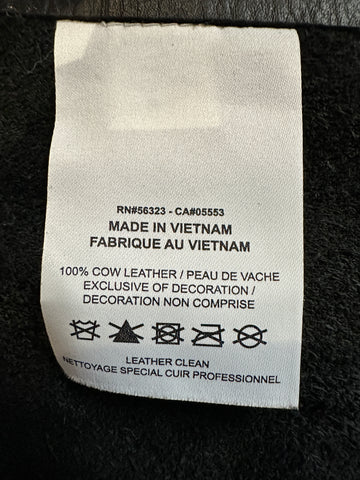 RN#56323 - CA#05553
MADE IN VIETNAM
FABRIQUE AU VIETNAM
100% COW LEATHER / PEAU DE VACHE
EXCLUSIVE OF DECORATION /
DECORATION NON COMPRISE
LEATHER CLEAN
NETTOYAGE SPECIAL CUIR PROFESSIONNEL